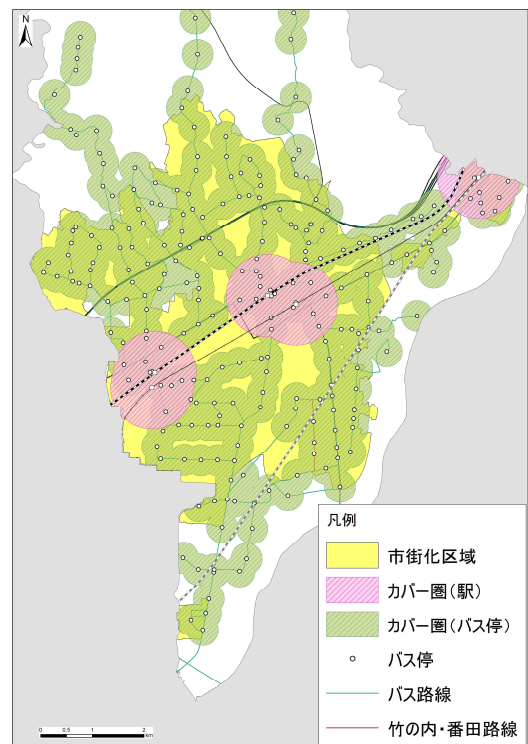 N
凡例
市街化区域
カバー圏(駅)
カバー圏(バス停)
バス停
バス路線
竹の内・番田路線
0 0.5 1 2
km